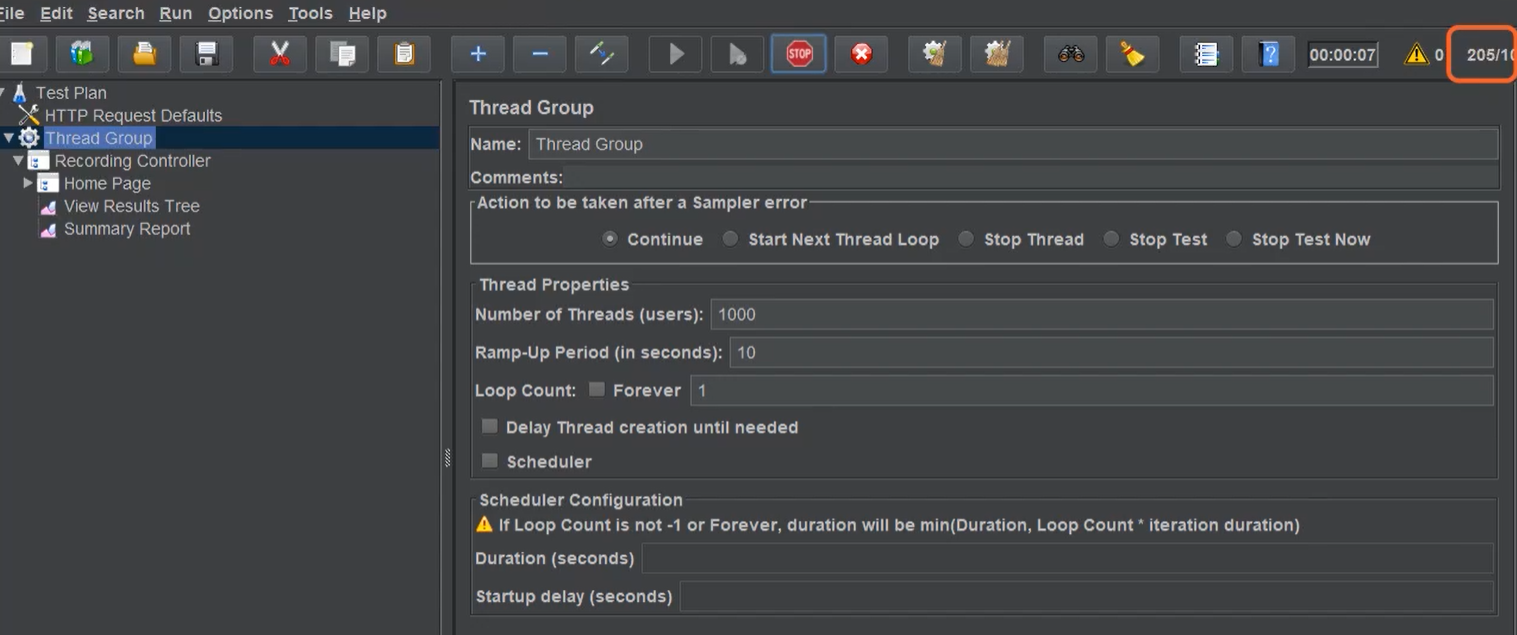 File Edit Search Run Options Tools Help
STOP 00:00:07 0 205/10
Test Plan
HTTP Request Defaults
Thread Group
Recording Controller
Home Page
View Results Tree
Summary Report
Thread Group
Name: Thread Group
Comments:
Action to be taken after a Sampler error
Continue Start Next Thread Loop Stop Thread Stop Test Stop Test Now
Thread Properties
Number of Threads (users): 1000
Ramp-Up Period (in seconds): 10
Loop Count: Forever 1
Delay Thread creation until needed
Scheduler
Scheduler Configuration
If Loop Count is not -1 or Forever, duration will be min(Duration, Loop Count * iteration duration)
Duration (seconds)
Startup delay (seconds)